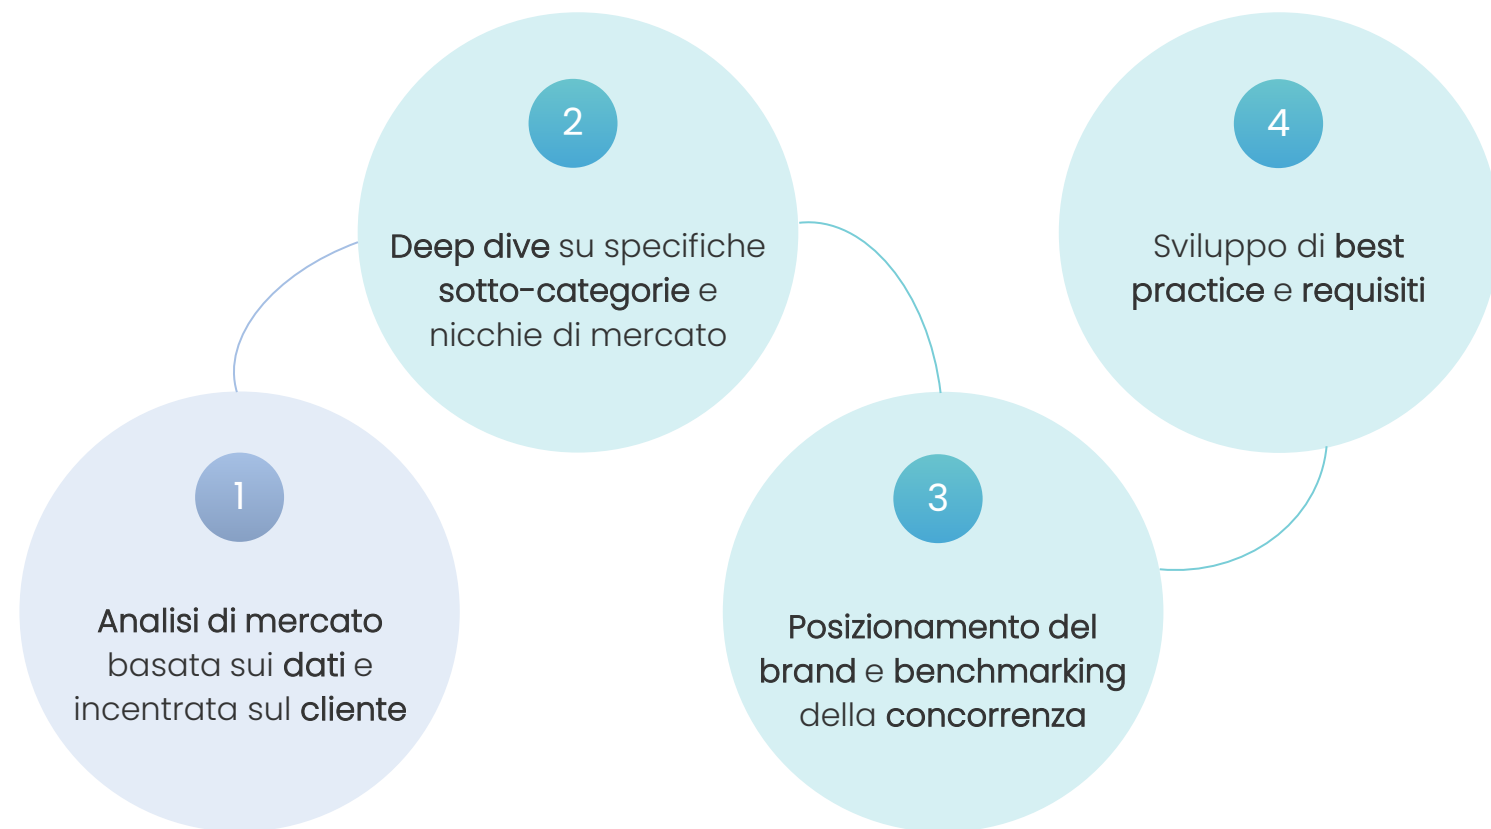 1
Analisi di mercato
basata sui dati e
incentrata sul cliente
2
Deep dive su specifiche
sotto-categorie e
nicchie di mercato
3
Posizionamento del
brand e benchmarking
della concorrenza
4
Sviluppo di best
practice e requisiti